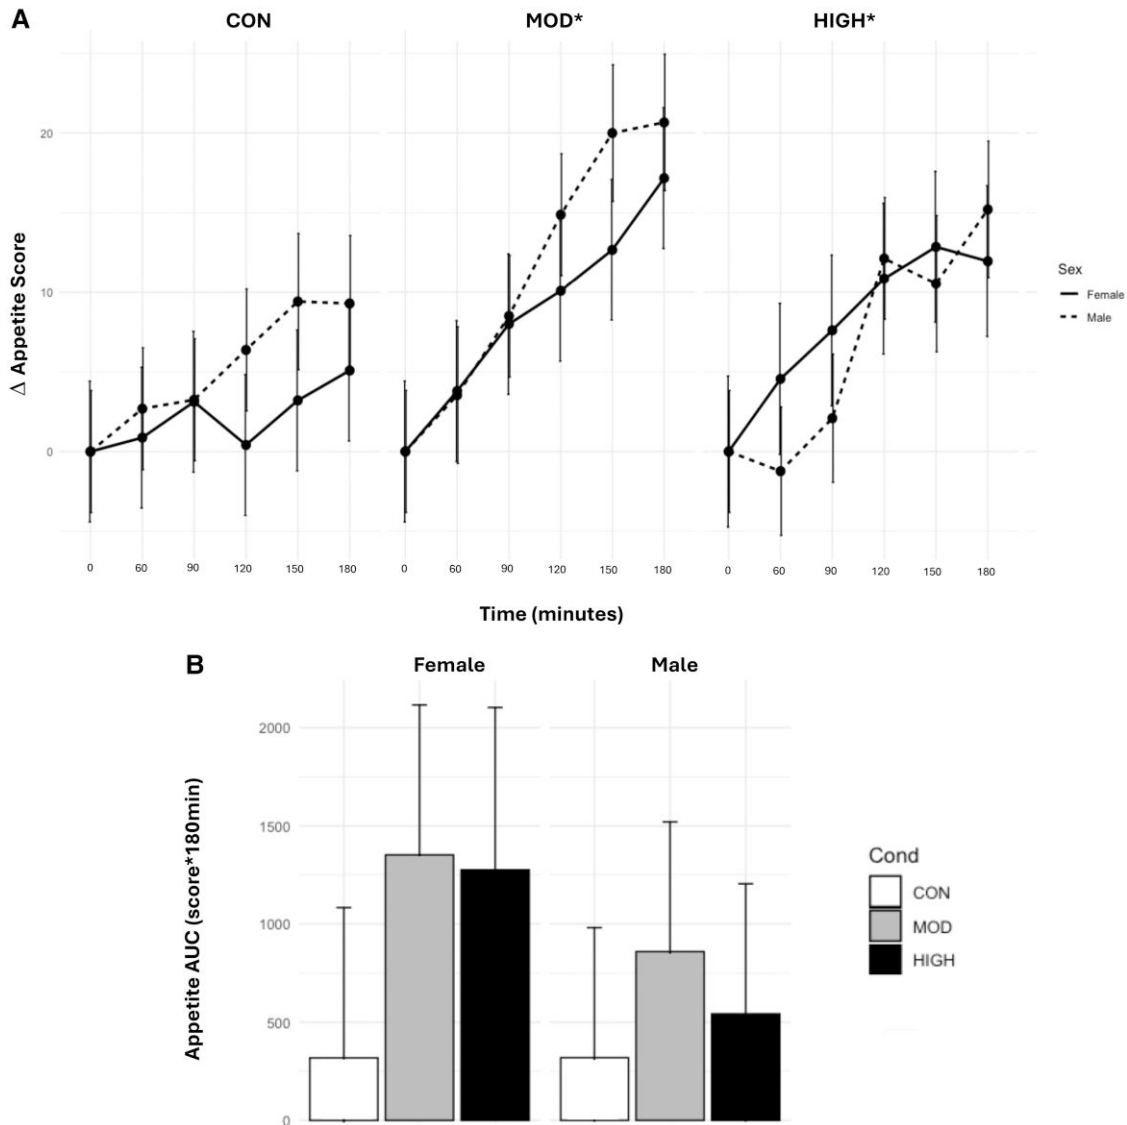 A
CON MOD* HIGH*
20
10
0
Δ Appetite Score
0 60 90 120 150 180 0 60 90 120 150 180 0 60 90 120 150 180
Time (minutes)
Sex
Female
Male
B
Female Male
2000
1500
1000
500
0
Appetite AUC (score*180min)
Cond
CON
MOD
HIGH